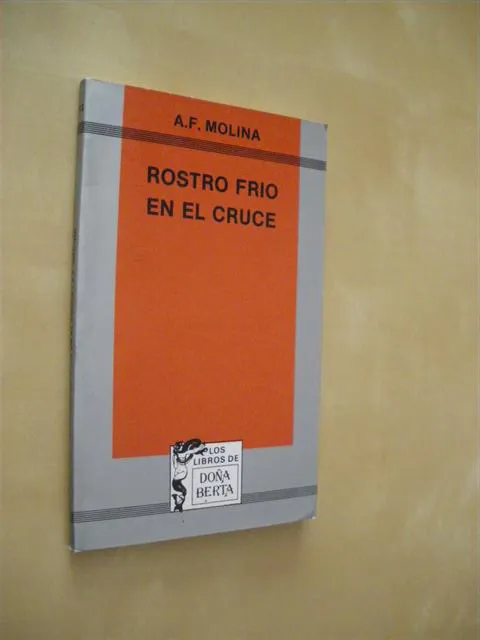 A.F. MOLINA
ROSTRO FRIO
EN EL CRUCE
LOS
LIBROS DE
DOÑA
BERTA